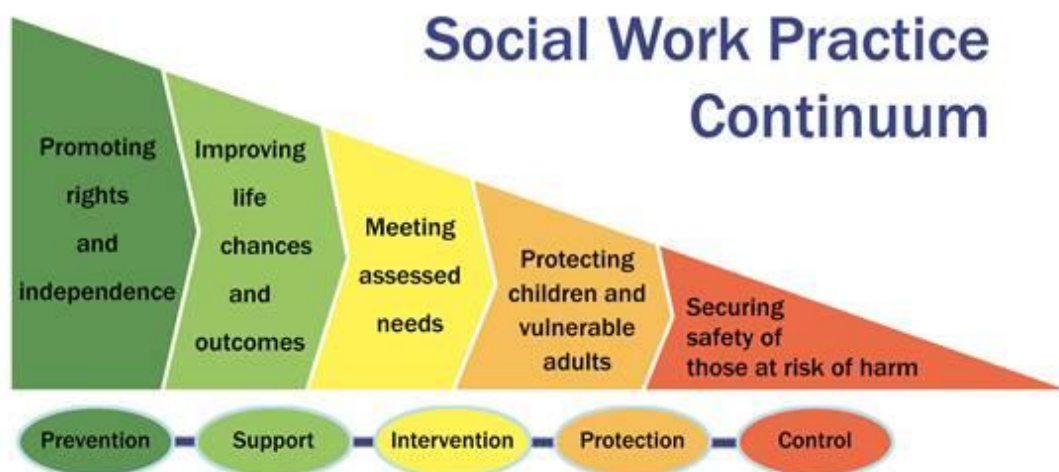 Social Work Practice
Continuum
Promoting
rights
and
independence
Improving
life
chances
and
outcomes
Meeting
assessed
needs
Protecting
children and
vulnerable
adults
Securing
safety of
those at risk of harm
Prevention
Support
Intervention
Protection
Control